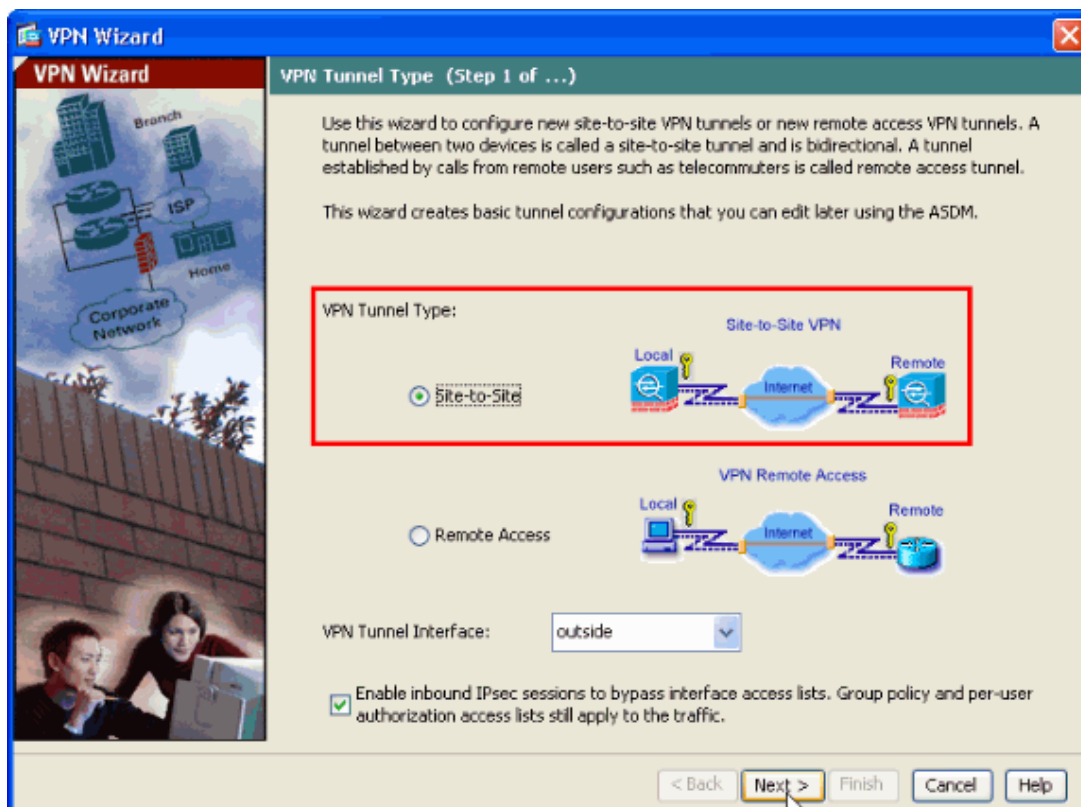 VPN Wizard
VPN Wizard
Branch
ISP
Home
Corporate
Network
VPN Tunnel Type (Step 1 of ...)
Use this wizard to configure new site-to-site VPN tunnels or new remote access VPN tunnels. A
tunnel between two devices is called a site-to-site tunnel and is bidirectional. A tunnel
established by calls from remote users such as telecommuters is called remote access tunnel.
This wizard creates basic tunnel configurations that you can edit later using the ASDM.
VPN Tunnel Type:
Site-to-Site VPN
Local
Remote
Internet
Site-to-Site
VPN Remote Access
Local
Remote
Internet
Remote Access
VPN Tunnel Interface:
outside
Enable inbound IPsec sessions to bypass interface access lists. Group policy and per-user
authorization access lists still apply to the traffic.
< Back
Next >
Finish
Cancel
Help